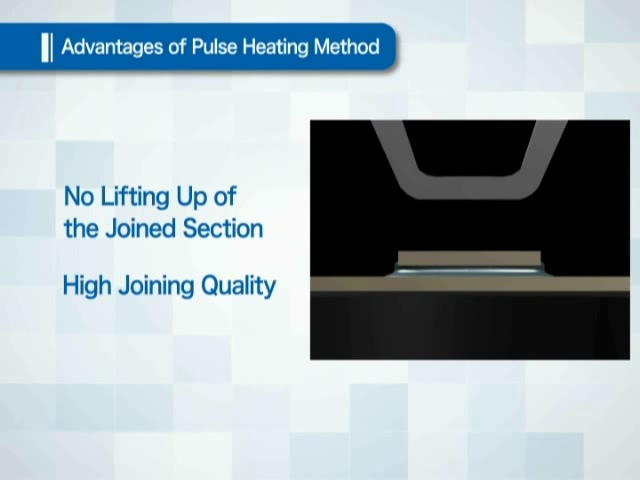 Advantages of Pulse Heating Method
No Lifting Up of
the Joined Section
High Joining Quality